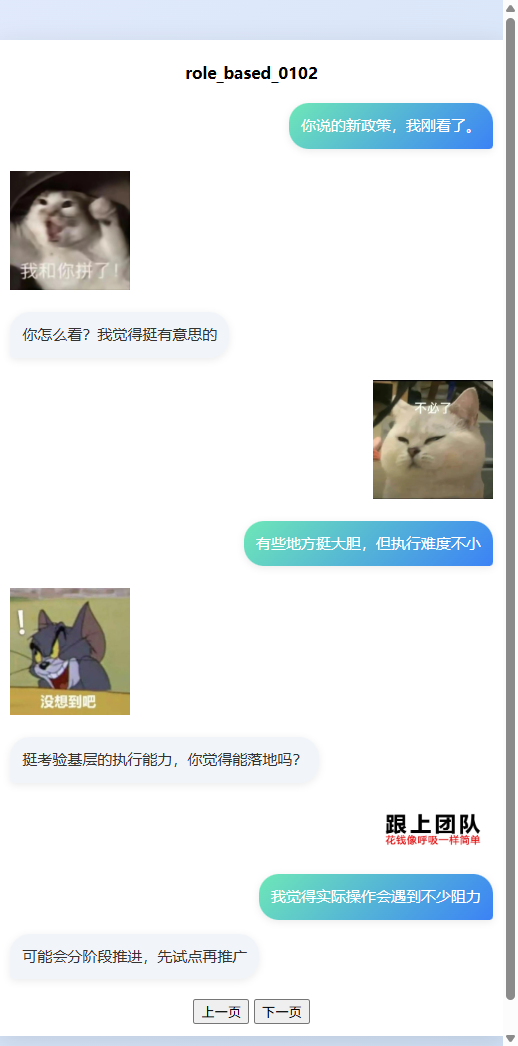 role_based_0102
你说的新政策，我刚看了。
我和你拼了！
你怎么看？我觉得挺有意思的
不必了
有些地方挺大胆，但执行难度不小
！
没想到吧
挺考验基层的执行能力，你觉得能落地吗？
跟上团队
花钱像呼吸一样简单
我觉得实际操作会遇到不少阻力
可能会分阶段推进，先试点再推广
上一页 下一页